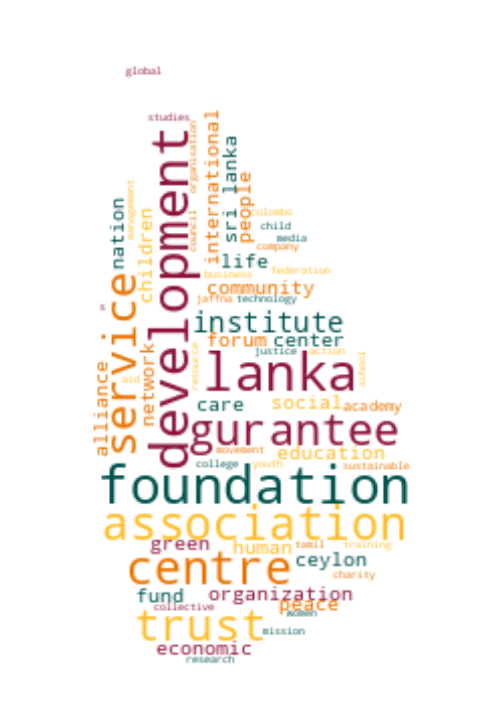 global
studies
development
organisation
international
sri lanka
people
nation
management
children
council
colombo
child
media
company
life
federation
business
community
jaffna technology
s
service
institute
forum center
justice action
network
resource
lanka
school
alliance
aid
care social academy
gurantee
movement
education
college youth sustainable
foundation
association
green human tamil training
centre ceylon
charity
fund organization
collective peace
women
trust mission
economic
research